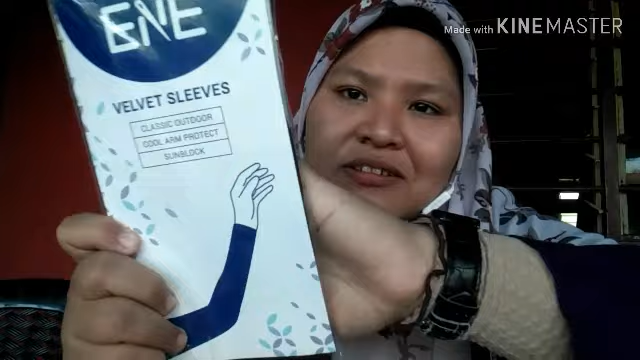 Made with KINEMASTER
ENE
VELVET SLEEVES
CLASSIC OUTDOOR
COOL ARM PROTECT
SUNBLOCK